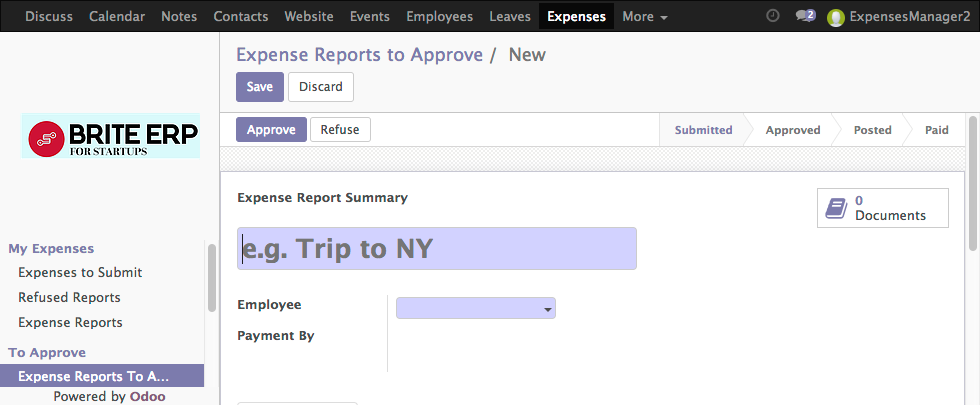 Discuss Calendar Notes Contacts Website Events Employees Leaves Expenses More 2 ExpensesManager2
Expense Reports to Approve / New
Save Discard
Approve Refuse Submitted Approved Posted Paid
BRITE ERP
FOR STARTUPS
Expense Report Summary
0
Documents
My Expenses
e.g. Trip to NY
Expenses to Submit
Refused Reports
Employee
Expense Reports
Payment By
To Approve
Expense Reports To A...
Powered by Odoo